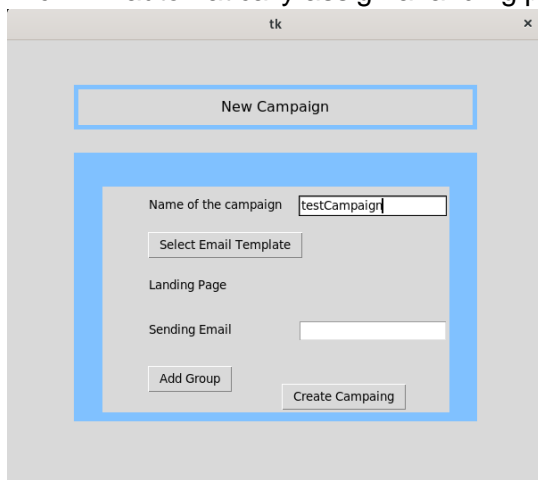 tk
New Campaign
Name of the campaign testCampaign
Select Email Template
Landing Page
Sending Email
Add Group
Create Campaing